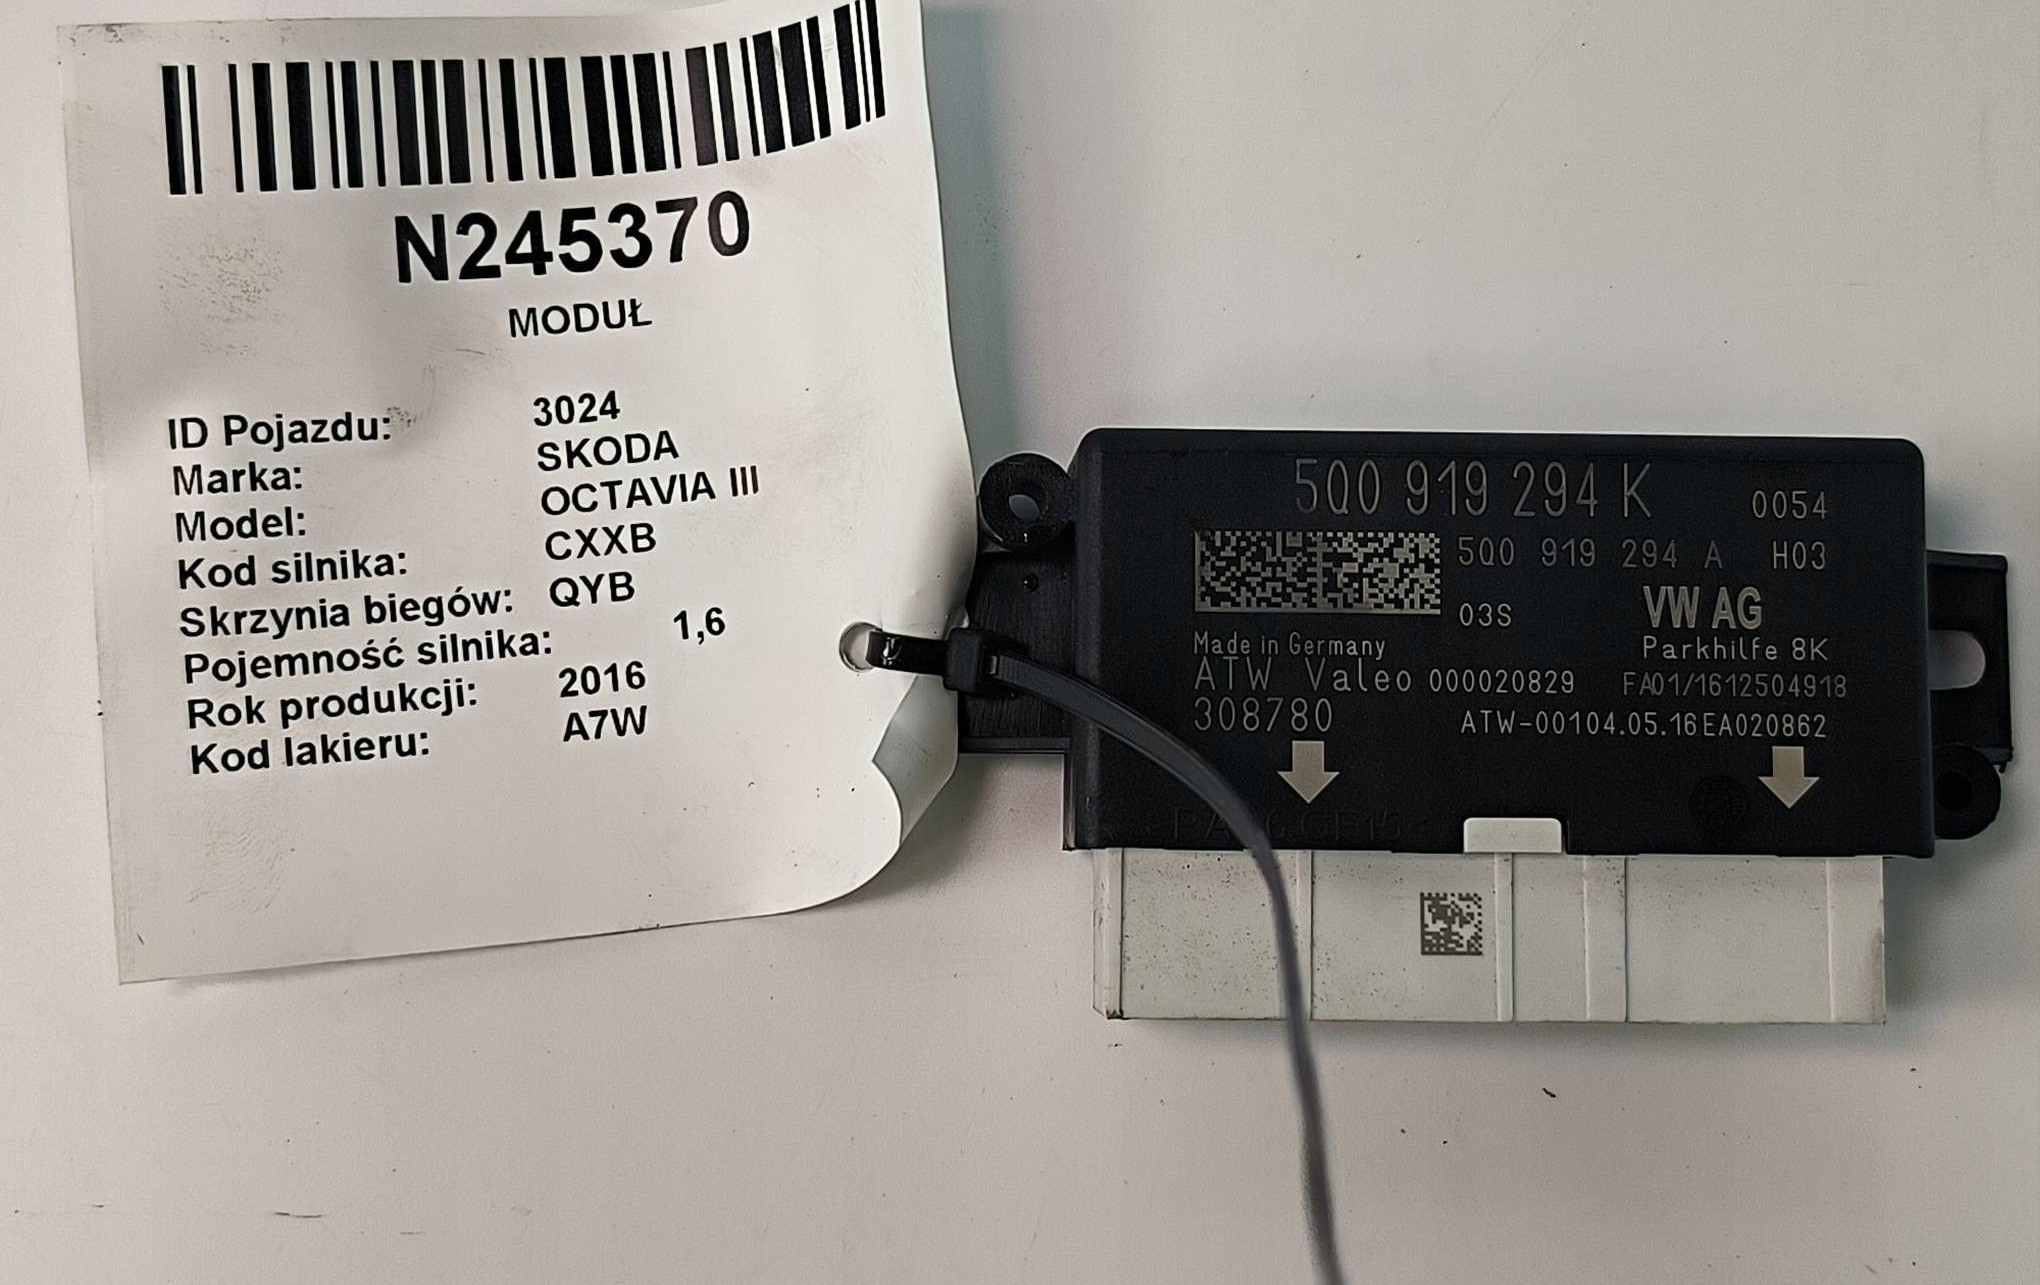 N245370
MODUŁ
ID Pojazdu: 3024
Marka: SKODA
Model: OCTAVIA III
Kod silnika: CXXB
Skrzynia biegów: QYB
Pojemność silnika: 1,6
Rok produkcji: 2016
Kod lakieru: A7W
5Q0 919 294 K 0054
5Q0 919 294 A H03
03S VW AG
Made in Germany Parkhilfe 8K
ATW Valeo 000020829 FA01/1612504918
308780 ATW-00104.05.16EA020862